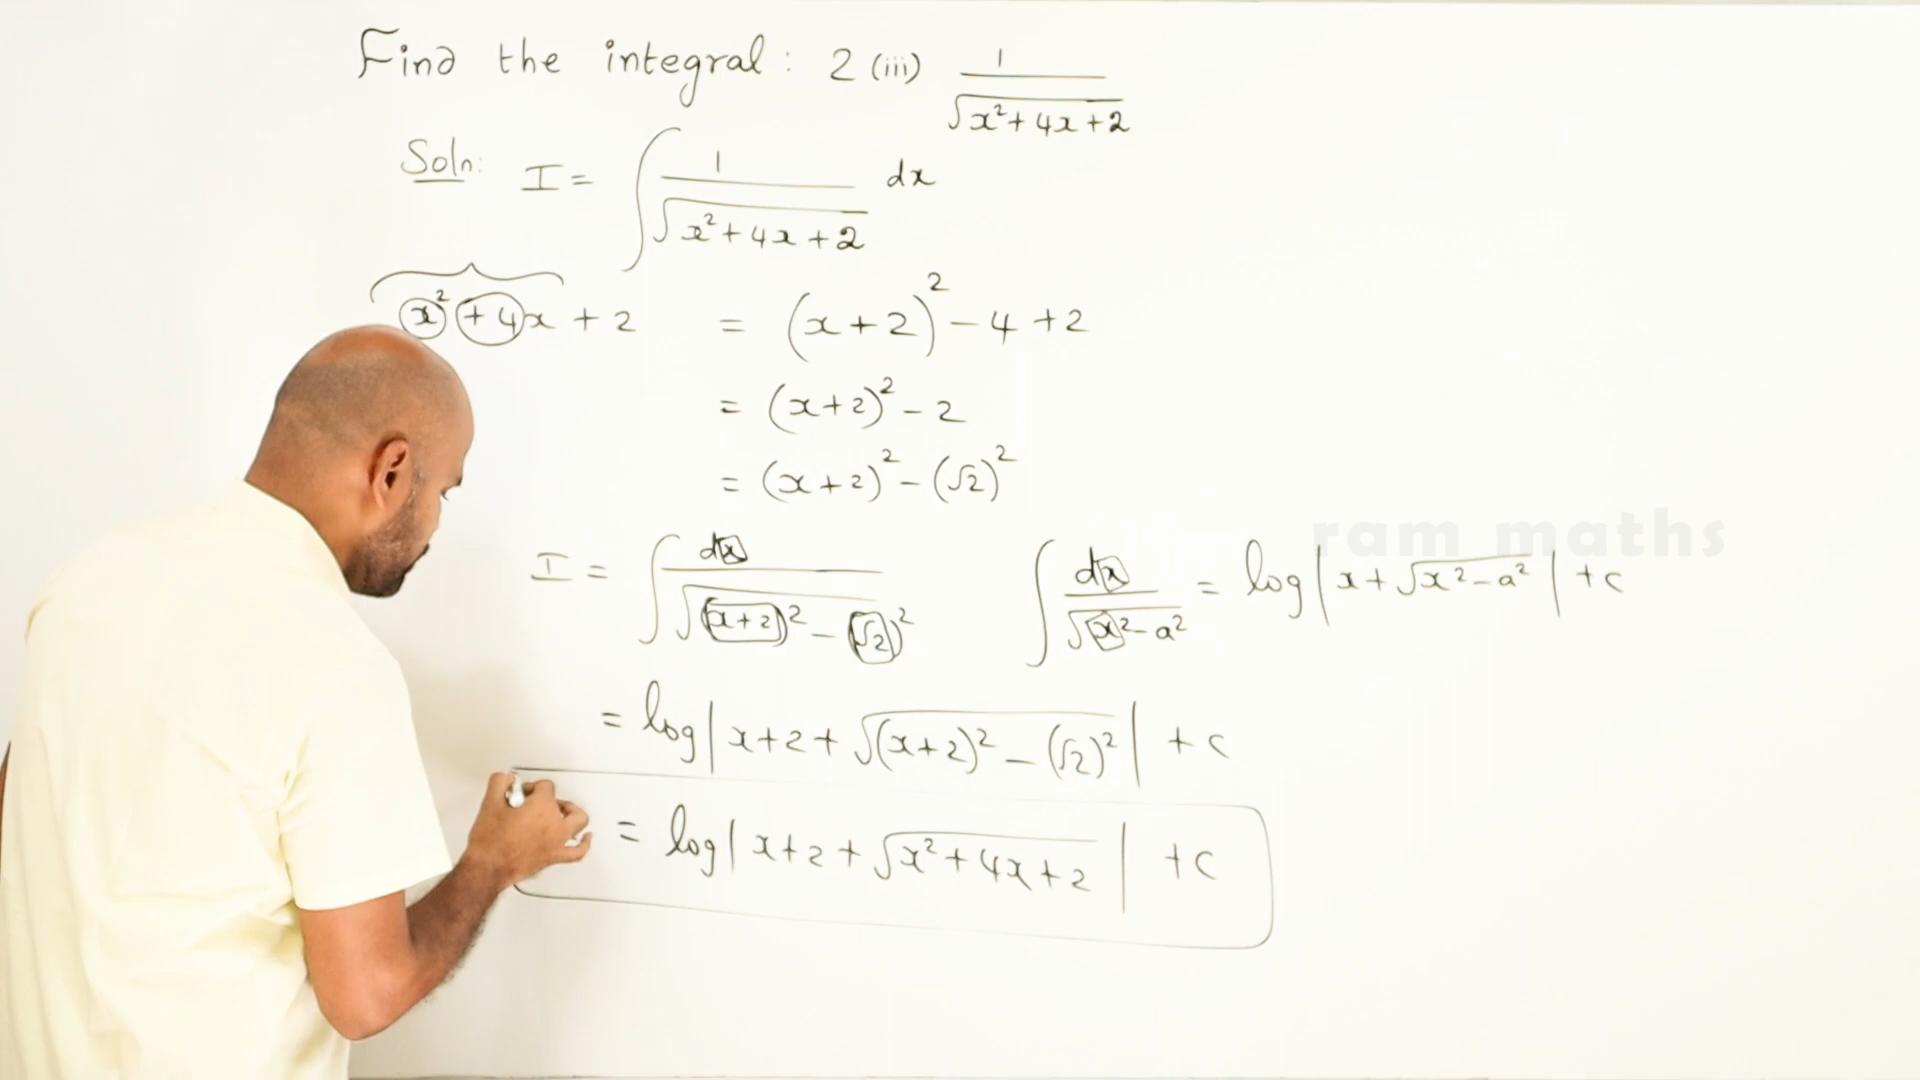 Find the integral: 2 (iii) 1/√(x²+4x+2)
Soln: I = ∫ 1/√(x²+4x+2) dx
x²+4x+2 = (x+2)²-4+2
= (x+2)²-2
= (x+2)²-(√2)²
ram maths
I = ∫ dx/√((x+2)²-(√2)²) ∫ dx/√(x²-a²) = log|x+√(x²-a²)|+c
= log|x+2+√((x+2)²-(√2)²)|+c
= log|x+2+√(x²+4x+2)|+c